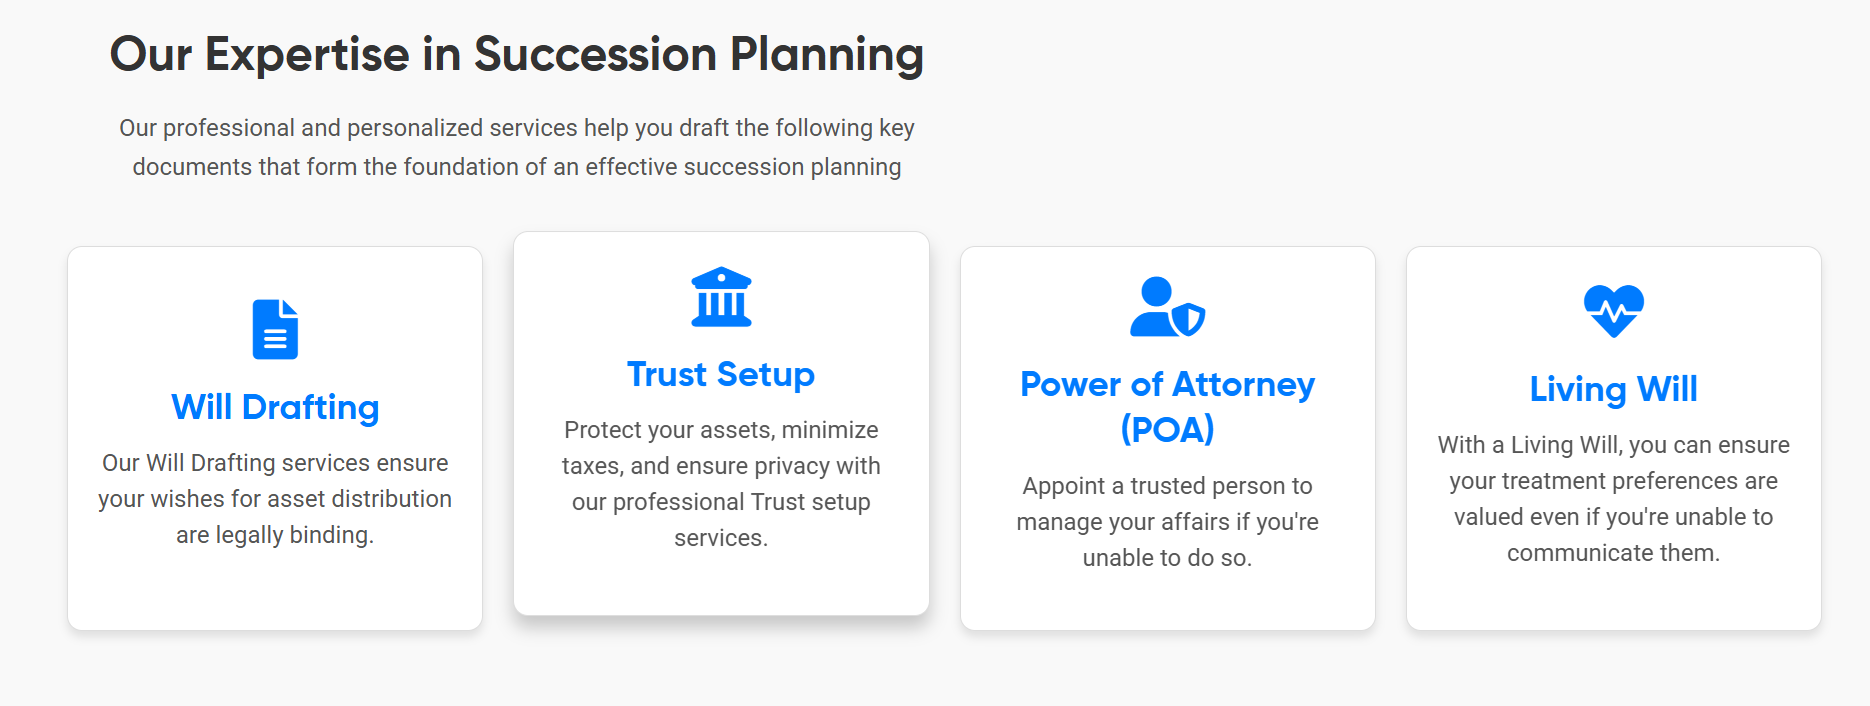 Our Expertise in Succession Planning
Our professional and personalized services help you draft the following key
documents that form the foundation of an effective succession planning
Will Drafting
Our Will Drafting services ensure
your wishes for asset distribution
are legally binding.
Trust Setup
Protect your assets, minimize
taxes, and ensure privacy with
our professional Trust setup
services.
Power of Attorney
(POA)
Appoint a trusted person to
manage your affairs if you're
unable to do so.
Living Will
With a Living Will, you can ensure
your treatment preferences are
valued even if you're unable to
communicate them.